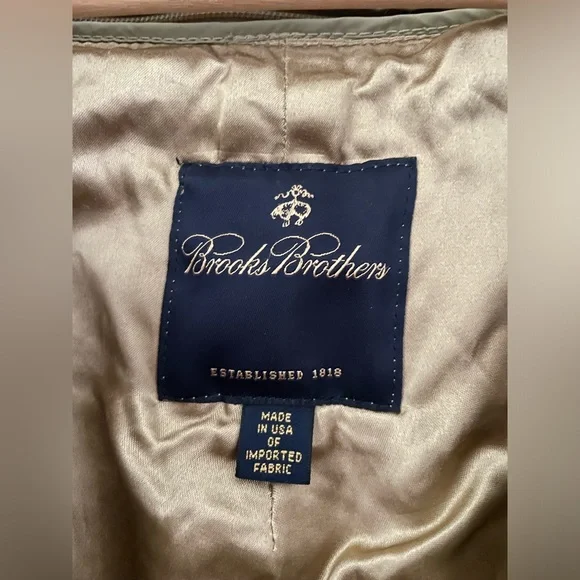 Brooks Brothers
ESTABLISHED 1818
MADE
IN USA
OF
IMPORTED
FABRIC